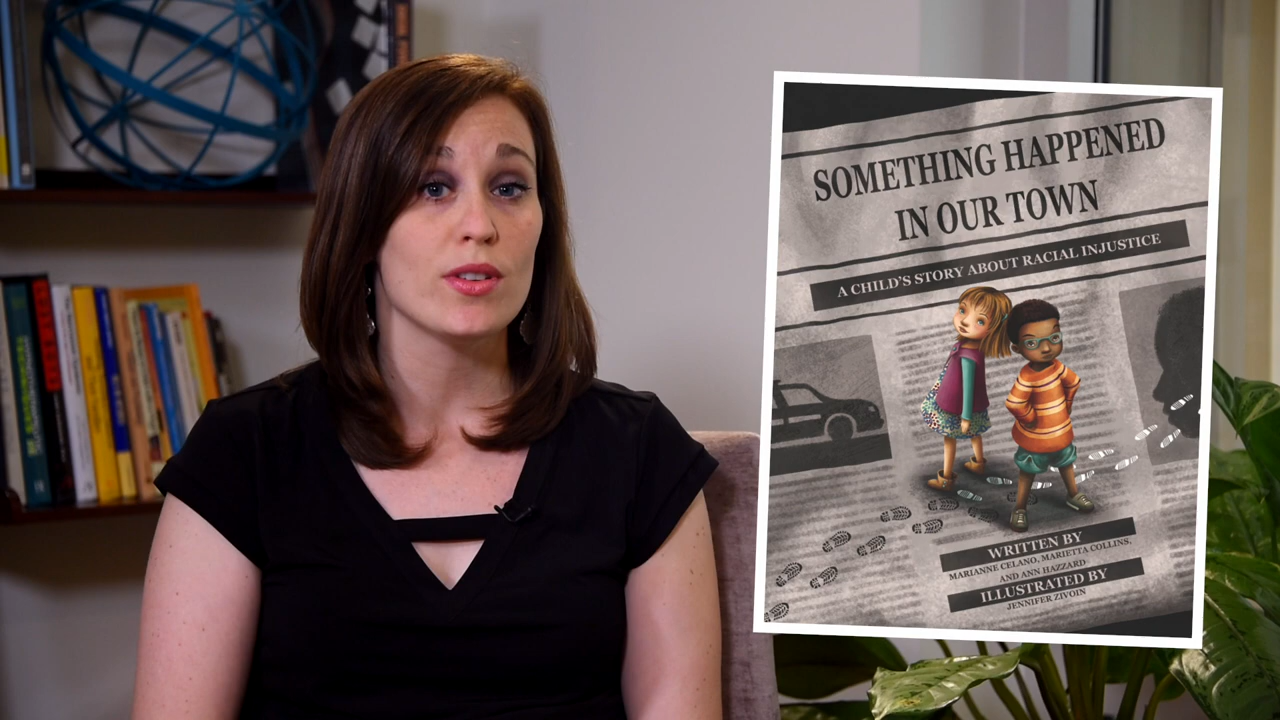 SOMETHING HAPPENED
IN OUR TOWN
A CHILD'S STORY ABOUT RACIAL INJUSTICE
WRITTEN BY
MARIANNE CELANO, MARIETTA COLLINS,
AND ANN HAZZARD
ILLUSTRATED BY
JENNIFER ZIVOIN